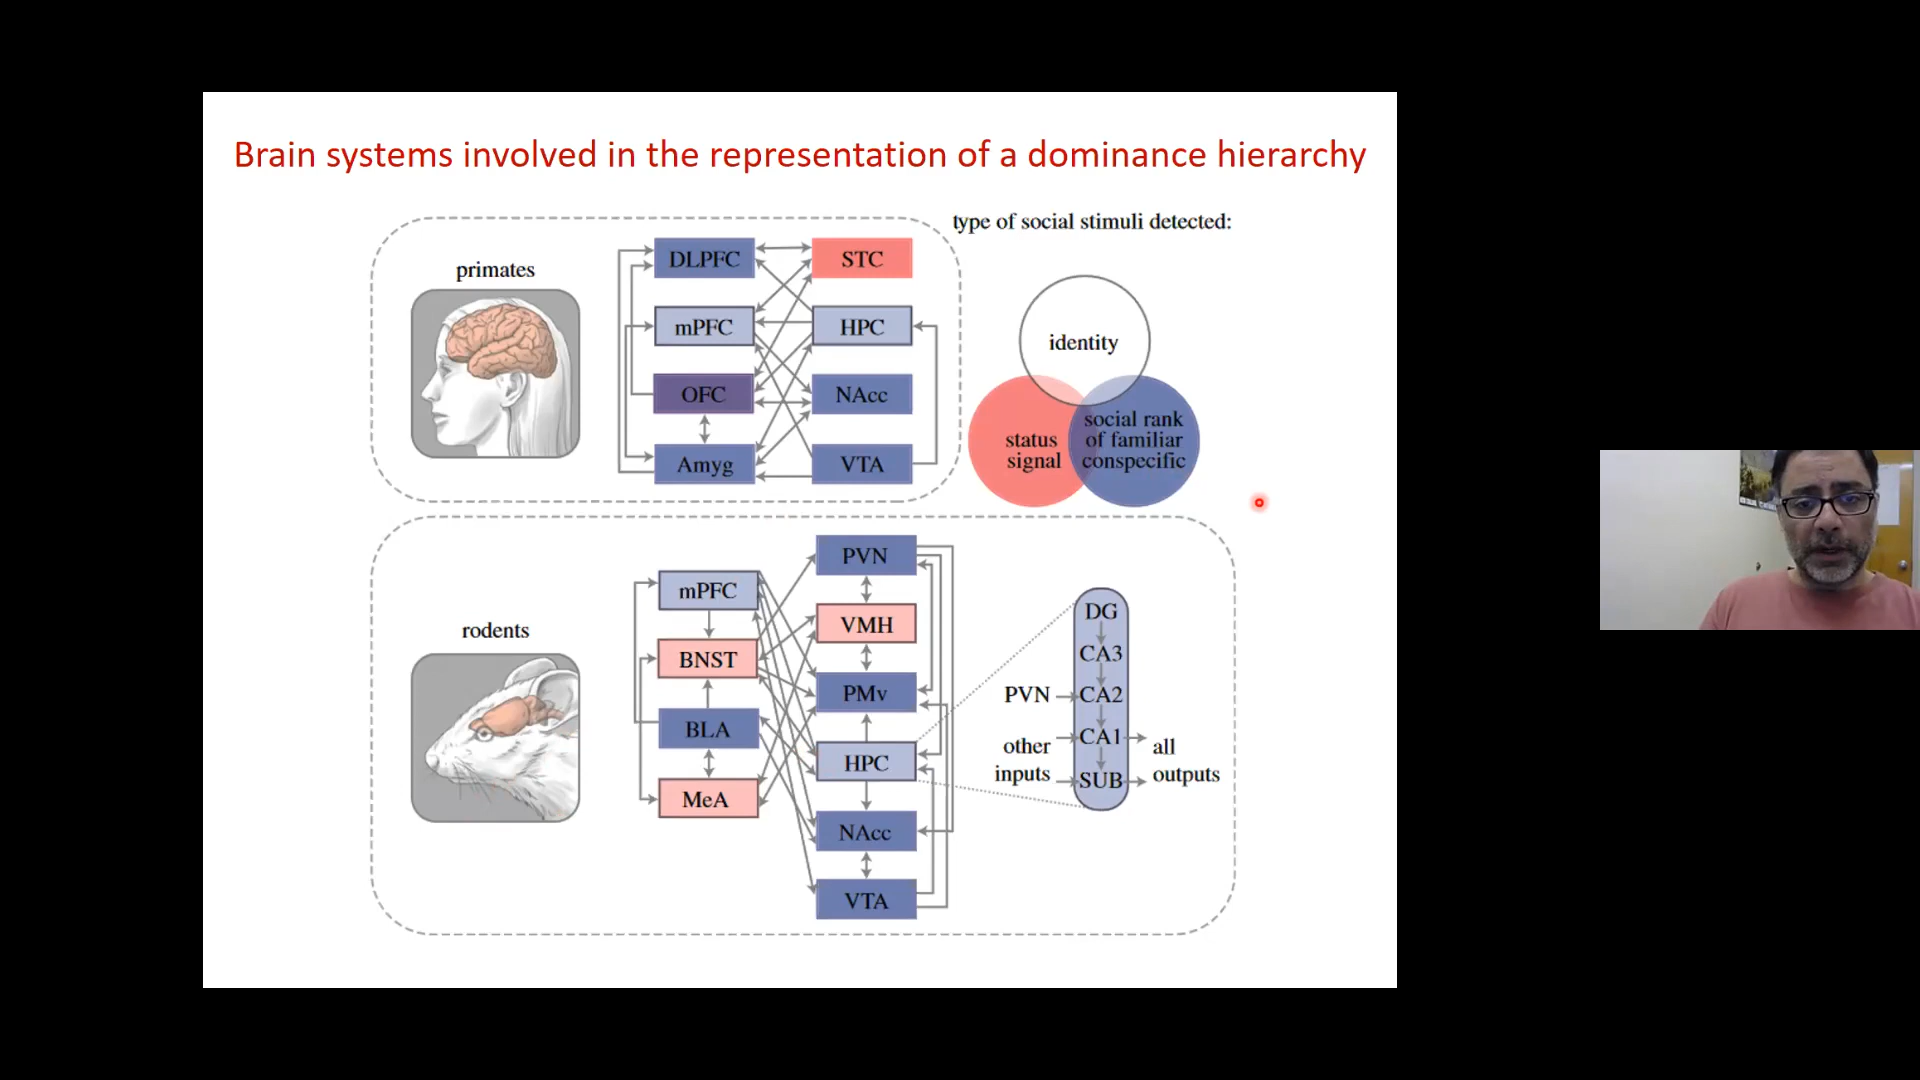 Brain systems involved in the representation of a dominance hierarchy
primates
DLPFC
STC
mPFC
HPC
OFC
NAcc
Amyg
VTA
type of social stimuli detected:
identity
status
signal
social rank
of familiar
conspecific
rodents
mPFC
BNST
BLA
MeA
PVN
VMH
PMv
HPC
NAcc
VTA
DG
CA3
PVN
CA2
other
inputs
CA1
SUB
all
outputs